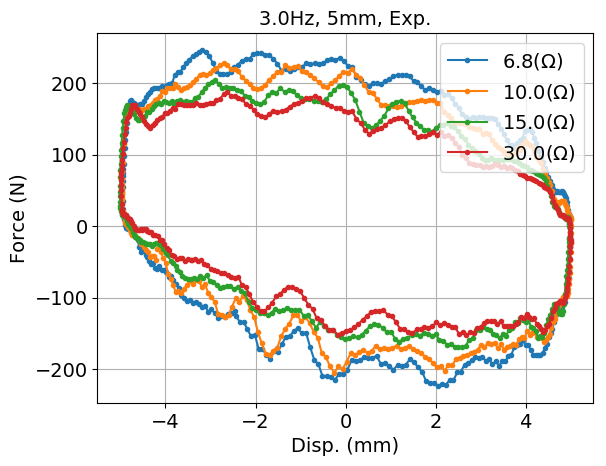 3.0Hz, 5mm, Exp.
6.8(Ω)
10.0(Ω)
15.0(Ω)
30.0(Ω)
200
100
0
−100
−200
Force (N)
−4
−2
0
2
4
Disp. (mm)